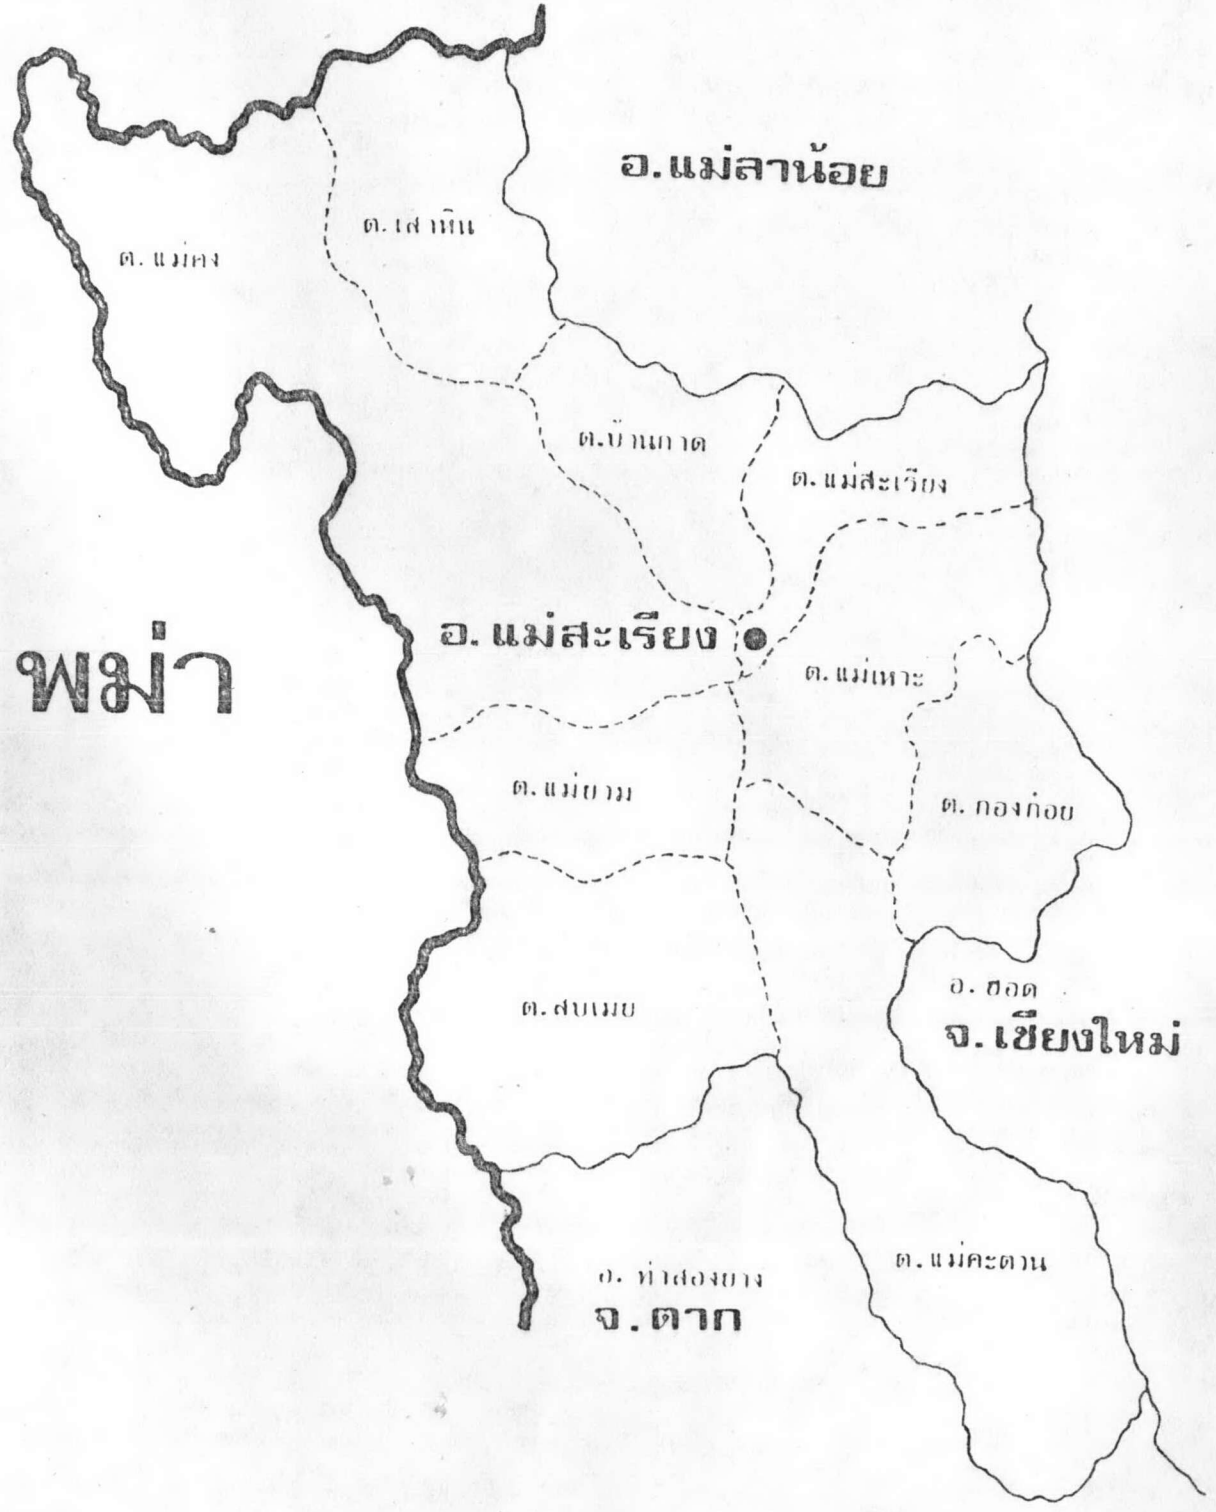 อ.แม่ลาน้อย
ต. เสาหิน
ต. แม่คง
ต.บ้านกาด
ต. แม่สะเรียง
อ. แม่สะเรียง
พม่า
ต. แม่เหาะ
ต. แม่ยวม
ต. กองก๋อย
อ. ฮอด
จ. เชียงใหม่
ต. สบเมย
ต. แม่คะตวน
อ. ท่าสองยาง
จ. ตาก